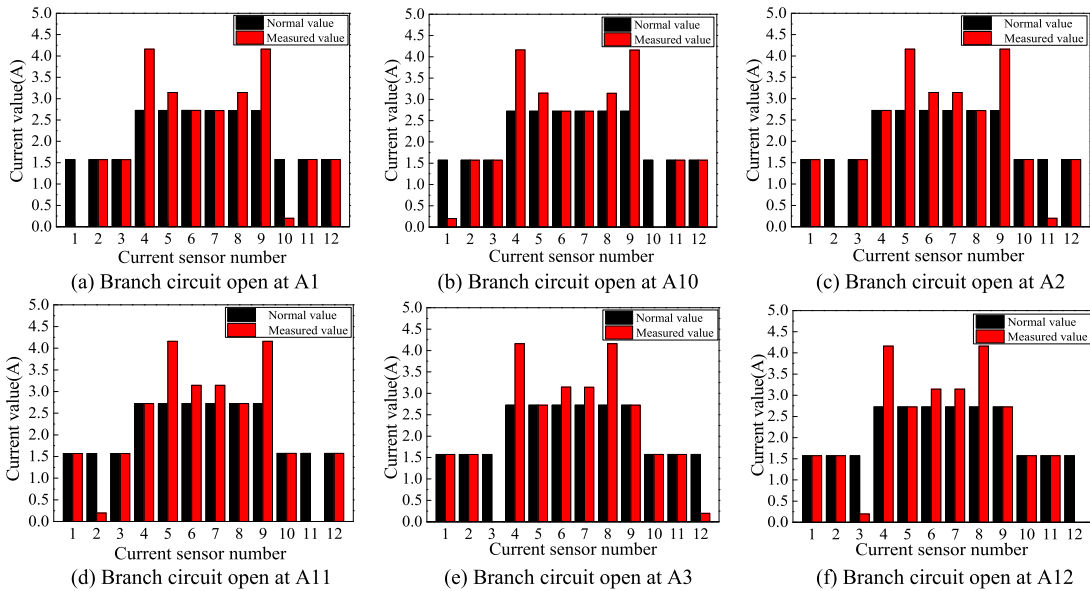 5.0
4.5
4.0
3.5
3.0
2.5
2.0
1.5
1.0
0.5
0.0
Current value(A)
Normal value
Measured value
1 2 3 4 5 6 7 8 9 10 11 12
Current sensor number
(a) Branch circuit open at A1
5.0
4.5
4.0
3.5
3.0
2.5
2.0
1.5
1.0
0.5
0.0
Current value(A)
Normal value
Measured value
1 2 3 4 5 6 7 8 9 10 11 12
Current sensor number
(b) Branch circuit open at A10
5.0
4.5
4.0
3.5
3.0
2.5
2.0
1.5
1.0
0.5
0.0
Current value(A)
Normal value
Measured value
1 2 3 4 5 6 7 8 9 10 11 12
Current sensor number
(c) Branch circuit open at A2
5.0
4.5
4.0
3.5
3.0
2.5
2.0
1.5
1.0
0.5
0.0
Current value(A)
Normal value
Measured value
1 2 3 4 5 6 7 8 9 10 11 12
Current sensor number
(d) Branch circuit open at A11
5.0
4.5
4.0
3.5
3.0
2.5
2.0
1.5
1.0
0.5
0.0
Current value(A)
Normal value
Measured value
1 2 3 4 5 6 7 8 9 10 11 12
Current sensor number
(e) Branch circuit open at A3
5.0
4.5
4.0
3.5
3.0
2.5
2.0
1.5
1.0
0.5
0.0
Current value(A)
Normal value
Measured value
1 2 3 4 5 6 7 8 9 10 11 12
Current sensor number
(f) Branch circuit open at A12